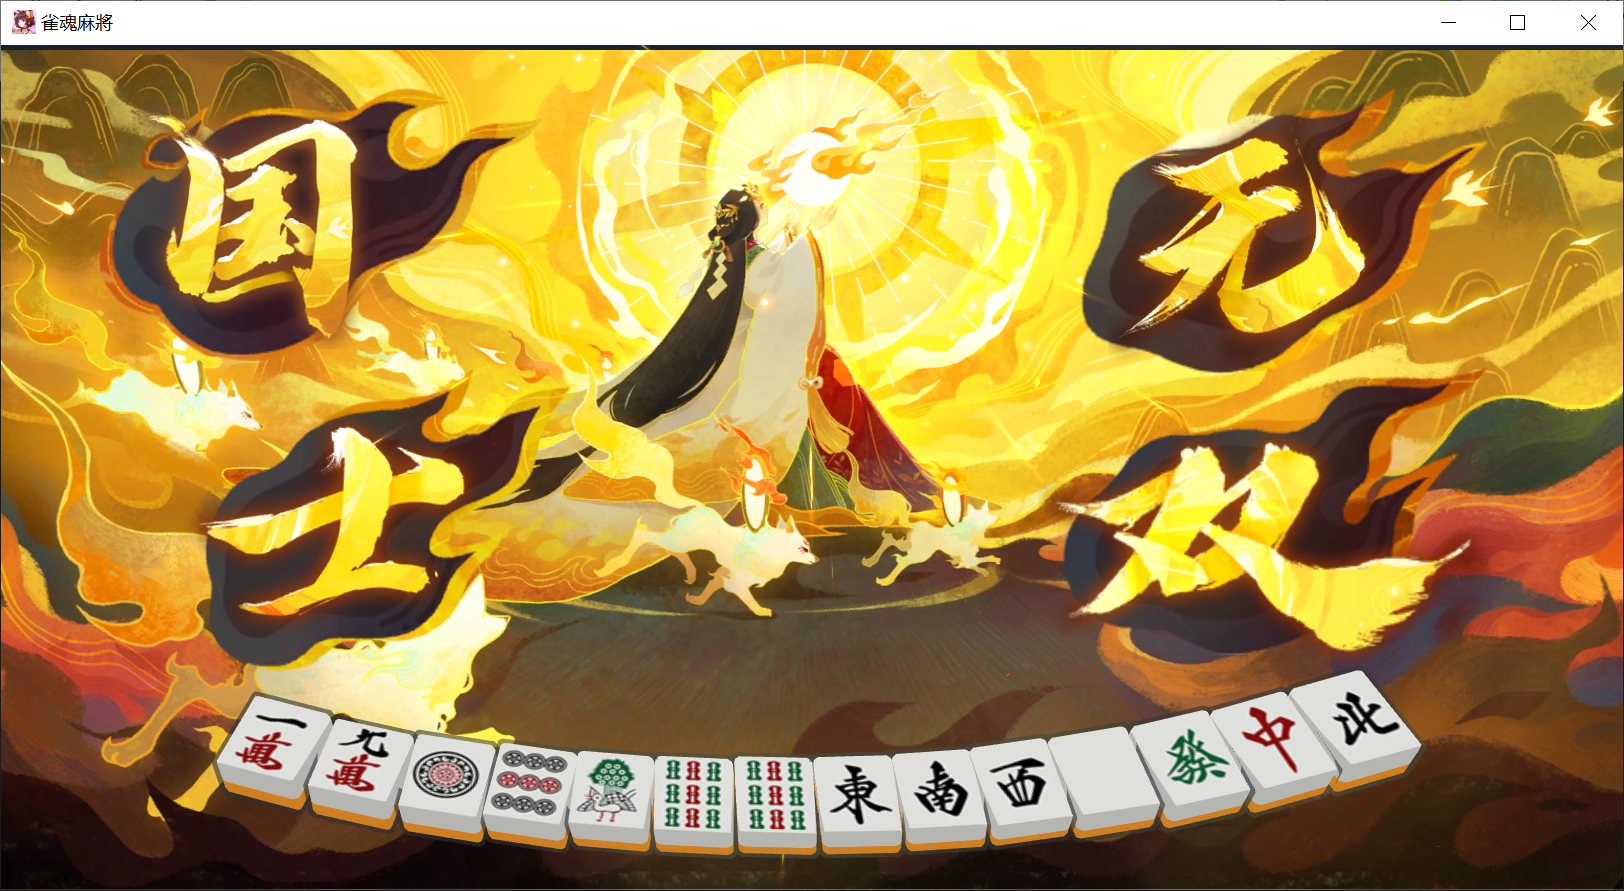 雀魂麻將
国士
无双
一萬
九萬
東
南
西
發
中
北